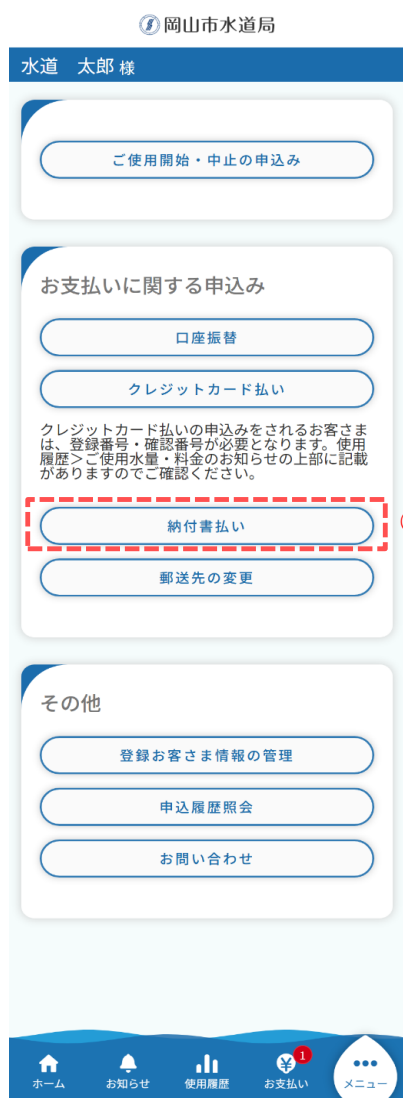 岡山市水道局
水道　太郎 様
ご使用開始・中止の申込み
お支払いに関する申込み
口座振替
クレジットカード払い
クレジットカード払いの申込みをされるお客さま
は、登録番号・確認番号が必要となります。使用
履歴＞ご使用水量・料金のお知らせの上部に記載
がありますのでご確認ください。
納付書払い
郵送先の変更
その他
登録お客さま情報の管理
申込履歴照会
お問い合わせ
1
ホーム お知らせ 使用履歴 お支払い メニュー